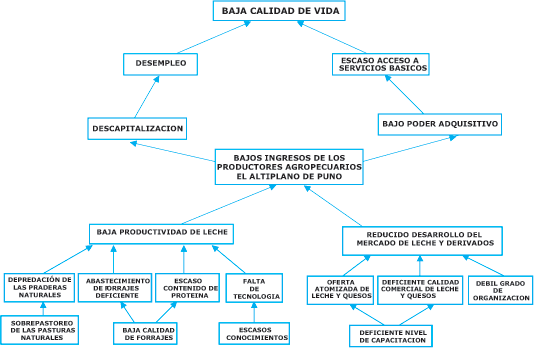 BAJA CALIDAD DE VIDA
DESEMPLEO
ESCASO ACCESO A
SERVICIOS BASICOS
DESCAPITALIZACION
BAJO PODER ADQUISITIVO
BAJOS INGRESOS DE LOS
PRODUCTORES AGROPECUARIOS
EL ALTIPLANO DE PUNO
BAJA PRODUCTIVIDAD DE LECHE
REDUCIDO DESARROLLO DEL
MERCADO DE LECHE Y DERIVADOS
DEPREDACIÓN DE
LAS PRADERAS
NATURALES
ABASTECIMIENTO
DE FORRAJES
DEFICIENTE
ESCASO
CONTENIDO DE
PROTEINA
FALTA
DE
TECNOLOGIA
OFERTA
ATOMIZADA DE
LECHE Y QUESOS
DEFICIENTE CALIDAD
COMERCIAL DE LECHE
Y QUESOS
DEBIL GRADO
DE
ORGANIZACION
SOBREPASTOREO
DE LAS PASTURAS
NATURALES
BAJA CALIDAD
DE FORRAJES
ESCASOS
CONOCIMIENTOS
DEFICIENTE NIVEL
DE CAPACITACION